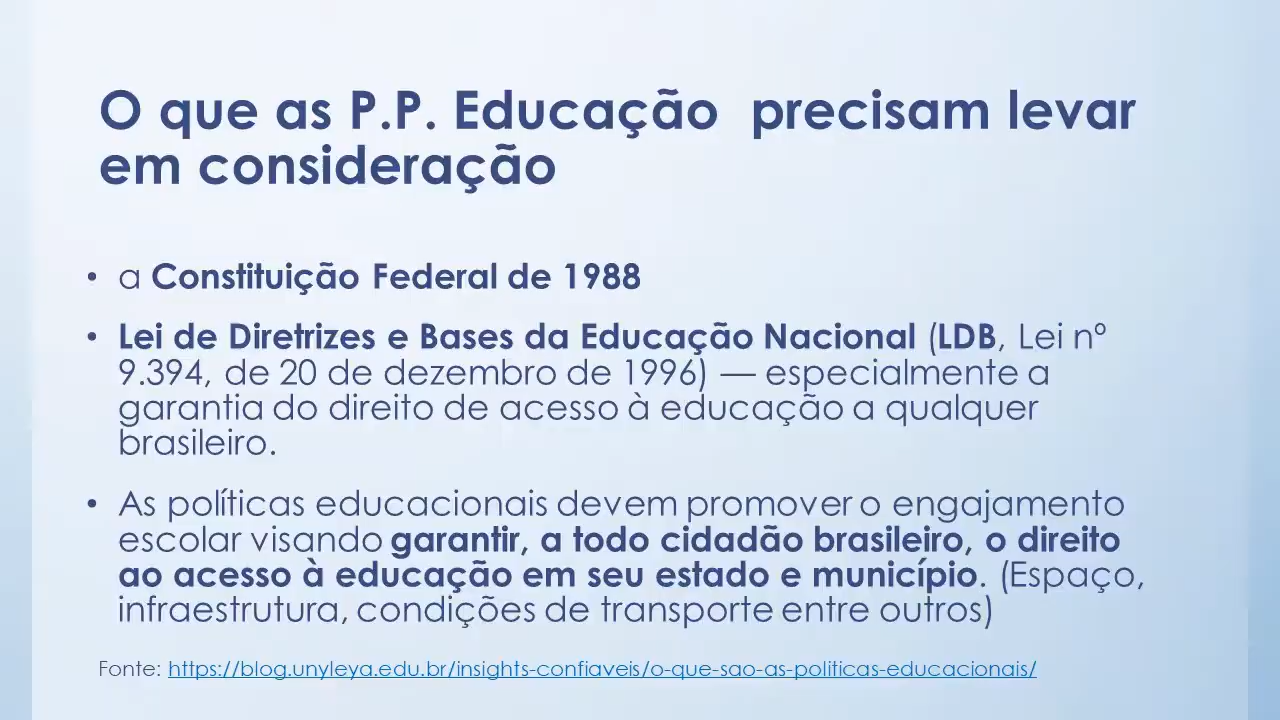 O que as P.P. Educação  precisam levar
em consideração
• a Constituição Federal de 1988
• Lei de Diretrizes e Bases da Educação Nacional (LDB, Lei nº
9.394, de 20 de dezembro de 1996) — especialmente a
garantia do direito de acesso à educação a qualquer
brasileiro.
• As políticas educacionais devem promover o engajamento
escolar visando garantir, a todo cidadão brasileiro, o direito
ao acesso à educação em seu estado e município. (Espaço,
infraestrutura, condições de transporte entre outros)
Fonte: https://blog.unyleya.edu.br/insights-confiaveis/o-que-sao-as-politicas-educacionais/